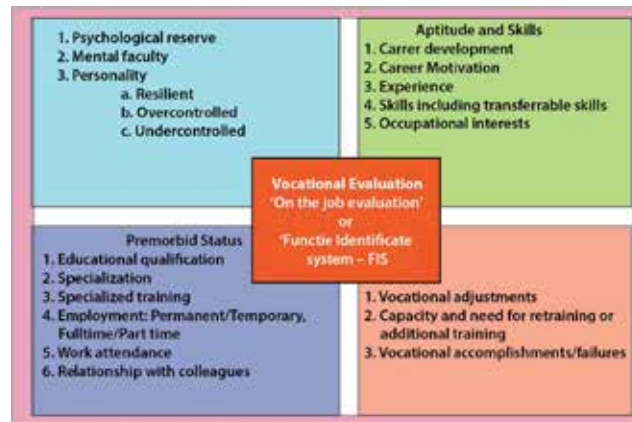 1. Psychological reserve
2. Mental faculty
3. Personality
a. Resilient
b. Overcontrolled
c. Undercontrolled
Aptitude and Skills
1. Carrer development
2. Career Motivation
3. Experience
4. Skills including transferrable skills
5. Occupational interests
Vocational Evaluation
'On the job evaluation'
or
'Functie Identificate
system – FIS
Premorbid Status
1. Educational qualification
2. Specialization
3. Specialized training
4. Employment: Permanent/Temporary,
Fulltime/Part time
5. Work attendance
6. Relationship with colleagues
1. Vocational adjustments
2. Capacity and need for retraining or
additional training
3. Vocational accomplishments/failures